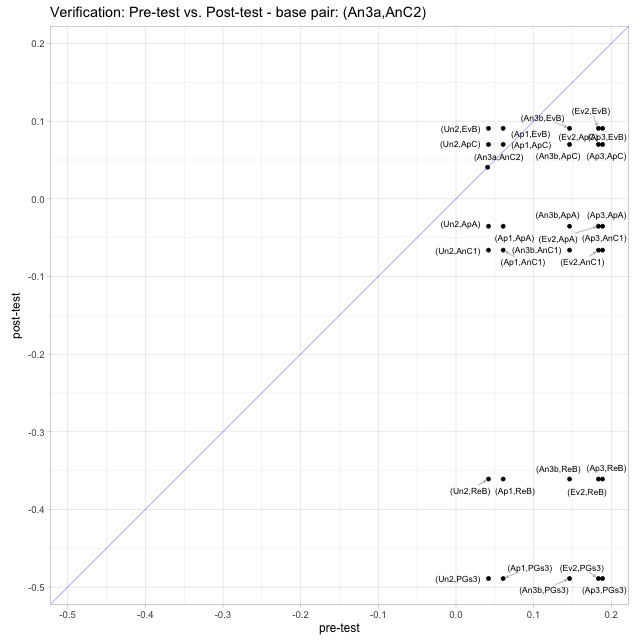 Verification: Pre-test vs. Post-test - base pair: (An3a,AnC2)
0.2
(Ev2,EvB)
(An3b,EvB)
0.1
(Un2,EvB)
(Ap1,EvB)
(Ev2,ApC)
(Ap3,EvB)
(Un2,ApC)
(Ap1,ApC)
(An3a,AnC2)
(An3b,ApC)
(Ap3,ApC)
0.0
(An3b,ApA)
(Ap3,ApA)
(Un2,ApA)
(Ap1,ApA)
(Ev2,ApA)
(Ap3,AnC1)
(Un2,AnC1)
(An3b,AnC1)
(Ap1,AnC1)
(Ev2,AnC1)
-0.1
post-test
-0.2
-0.3
(An3b,ReB)
(Ap3,ReB)
(Un2,ReB)
(Ap1,ReB)
(Ev2,ReB)
-0.4
(Ap1,PGs3)
(Ev2,PGs3)
(Un2,PGs3)
(An3b,PGs3)
(Ap3,PGs3)
-0.5
-0.5 -0.4 -0.3 -0.2 -0.1 0.0 0.1 0.2
pre-test